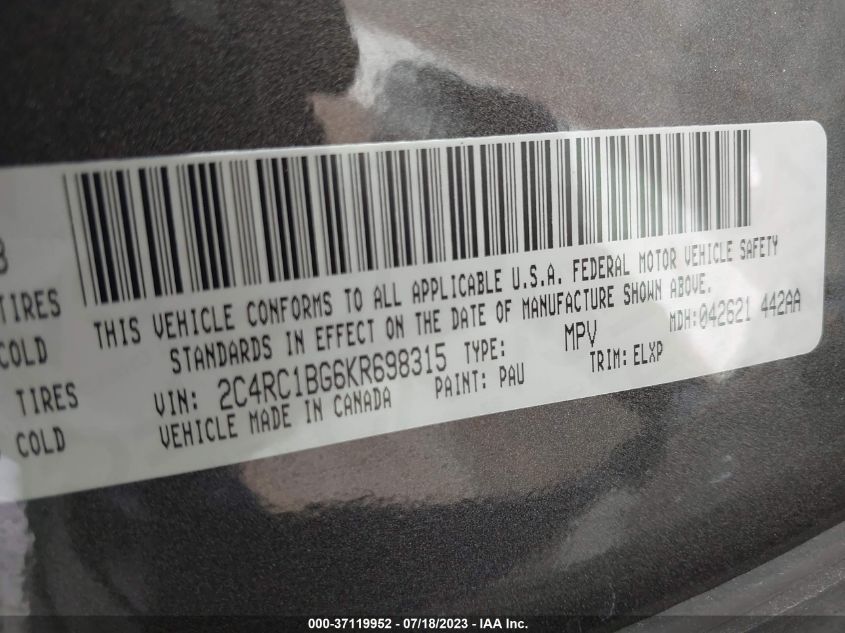 B
TIRES
COLD
TIRES
COLD
THIS VEHICLE CONFORMS TO ALL APPLICABLE U.S.A. FEDERAL MOTOR VEHICLE SAFETY
STANDARDS IN EFFECT ON THE DATE OF MANUFACTURE SHOWN ABOVE.
MDH:042621 442AA
VIN: 2C4RC1BG6KR698315 TYPE: MPV
VEHICLE MADE IN CANADA PAINT: PAU TRIM: ELXP
000-37119952 - 07/18/2023 - IAA Inc.